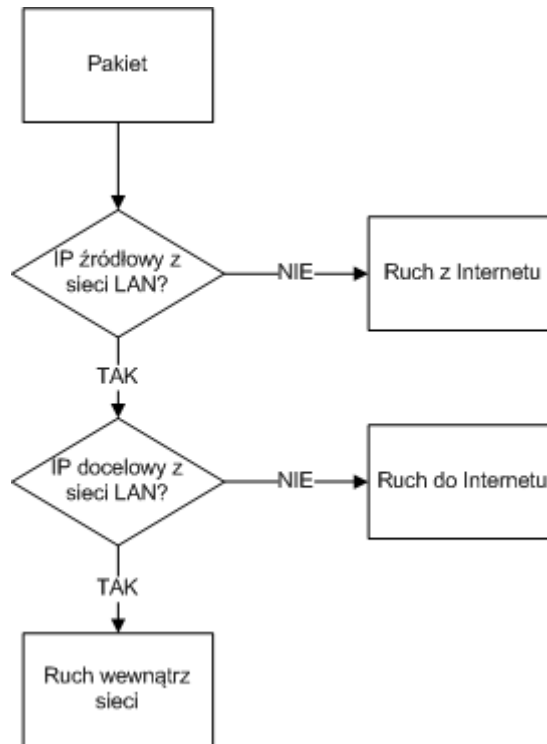 Pakiet
IP źródłowy z
sieci LAN?
NIE
Ruch z Internetu
TAK
IP docelowy z
sieci LAN?
NIE
Ruch do Internetu
TAK
Ruch wewnątrz
sieci